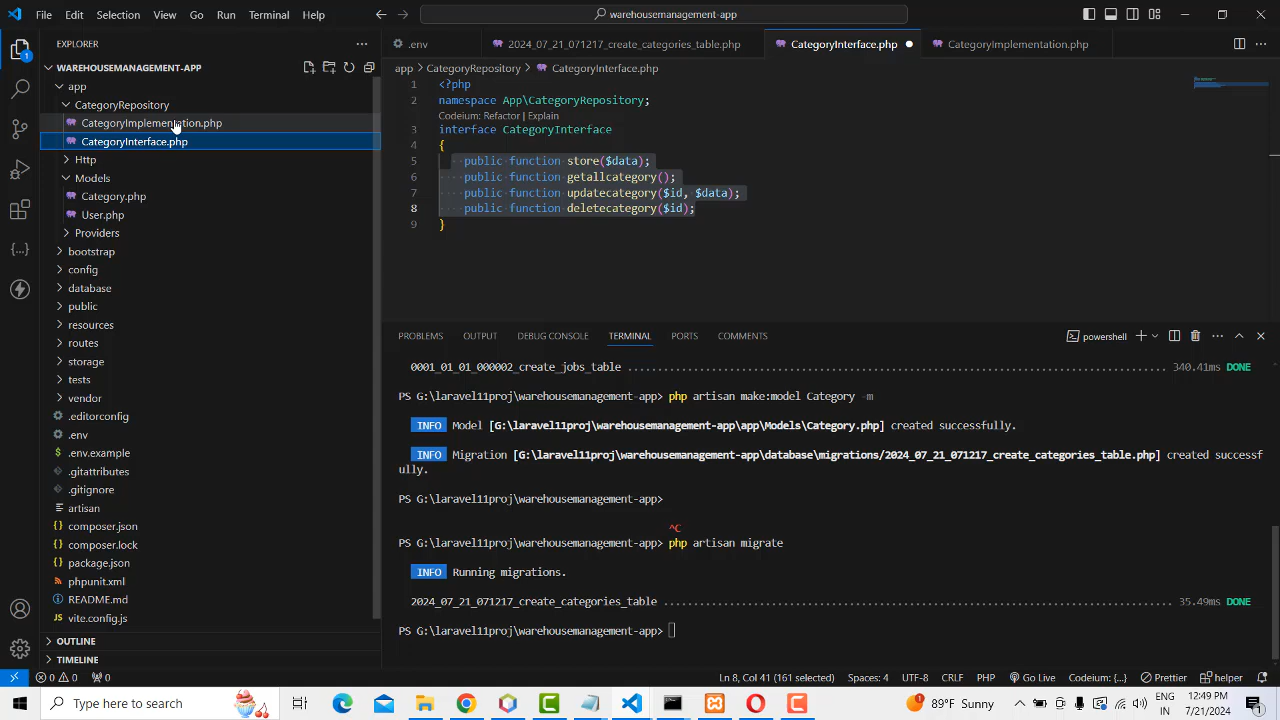 File Edit Selection View Go Run Terminal Help
warehousemanagement-app
EXPLORER
WAREHOUSEMANAGEMENT-APP
app
CategoryRepository
CategoryImplementation.php
CategoryInterface.php
Http
Models
Category.php
User.php
Providers
bootstrap
config
database
public
resources
routes
storage
tests
vendor
.editorconfig
.env
.env.example
.gitattributes
.gitignore
artisan
composer.json
composer.lock
package.json
phpunit.xml
README.md
JS vite.config.js
OUTLINE
TIMELINE
.env
2024_07_21_071217_create_categories_table.php
CategoryInterface.php
CategoryImplementation.php
app > CategoryRepository > CategoryInterface.php
1 <?php
2 namespace App\CategoryRepository;
Codeium: Refactor | Explain
3 interface CategoryInterface
4 {
5 public function store($data);
6 public function getallcategory();
7 public function updatecategory($id, $data);
8 public function deletecategory($id);
9 }
PROBLEMS OUTPUT DEBUG CONSOLE TERMINAL PORTS COMMENTS
powershell
0001_01_01_000002_create_jobs_table 340.41ms DONE
PS G:\laravel11proj\warehousemanagement-app> php artisan make:model Category -m
INFO Model [G:\laravel11proj\warehousemanagement-app\app\Models\Category.php] created successfully.
INFO Migration [G:\laravel11proj\warehousemanagement-app\database\migrations/2024_07_21_071217_create_categories_table.php] created successf
ully.
PS G:\laravel11proj\warehousemanagement-app>
^C
PS G:\laravel11proj\warehousemanagement-app> php artisan migrate
INFO Running migrations.
2024_07_21_071217_create_categories_table 35.49ms DONE
PS G:\laravel11proj\warehousemanagement-app>
0 0 0 Ln 8, Col 41 (161 selected) Spaces: 4 UTF-8 CRLF PHP Go Live Codeium: {...} Prettier helper
Type here to search
89°F Sunny
ENG
IN
12:49 PM
7/21/2024